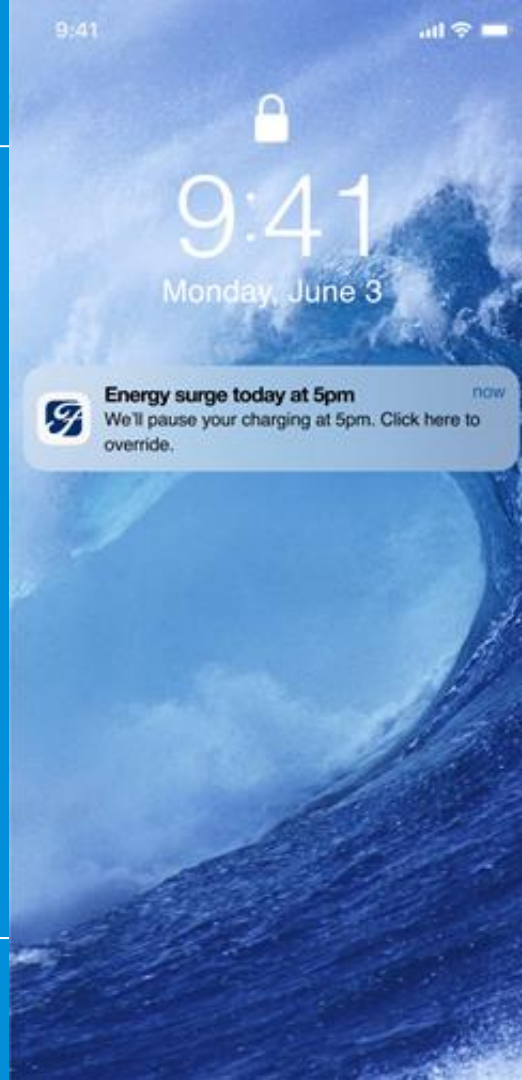 9:41
9:41
Monday, June 3
Energy surge today at 5pm
now
We'll pause your charging at 5pm. Click here to
override.